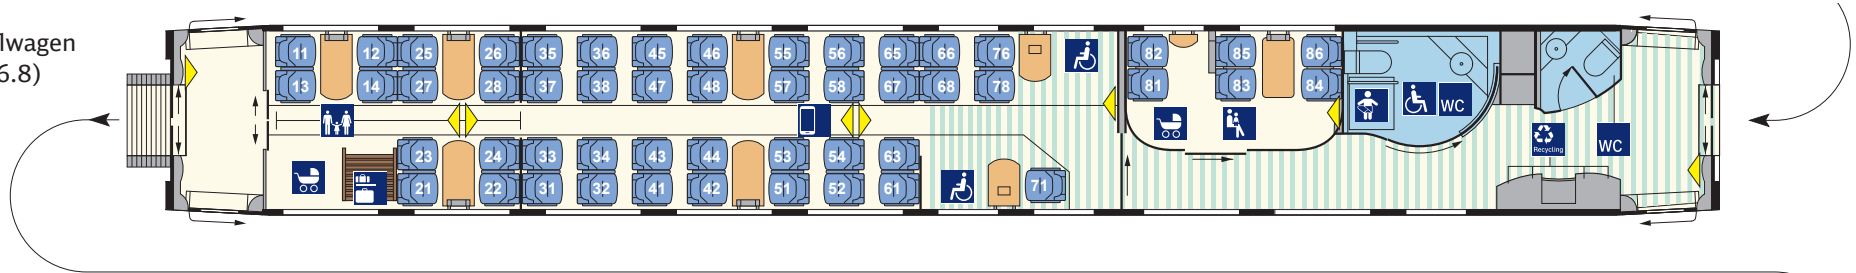 lwagen
6.8)
11 12 25 26 35 36 45 46 55 56 65 66 76 82 85 86
13 14 27 28 37 38 47 48 57 58 67 68 78 81 83 84
WC
23 24 33 34 43 44 53 54 63
21 22 31 32 41 42 51 52 61 71
Recycling
WC